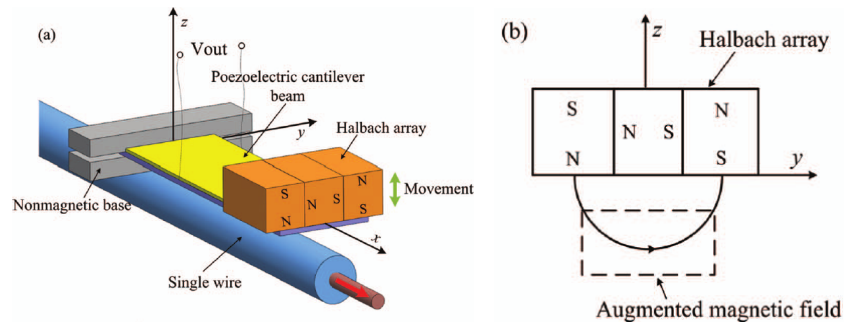 (a)
z
Vout
Poezoelectric cantilever
beam
y
Halbach array
Movement
S
N
N
S
N
S
Nonmagnetic base
x
Single wire
(b)
z
Halbach array
S
N
N
S
N
S
y
Augmented magnetic field